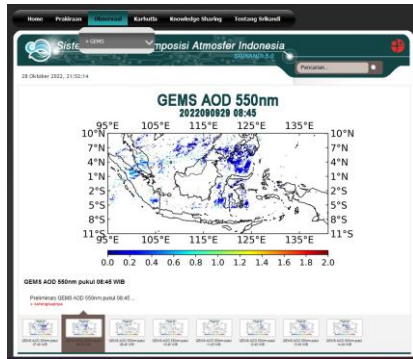 Home Prakiraan Observasi Karhutla Knowledge Sharing Tentang Srikandi
+ GEMS
Siste mposisi Atmosfer Indonesia
SRIKANDI
Pencarian...
28 Oktober 2022, 21:52:14
GEMS AOD 550nm
2022090929 08:45
95°E 105°E 115°E 125°E 135°E
10°N 10°N
7°N 7°N
4°N 4°N
1°N 1°N
2°S 2°S
5°S 5°S
8°S 8°S
11°S 11°S
95°E 105°E 115°E 125°E 135°E
0.0 0.2 0.4 0.6 0.8 1.0 1.2 1.4 1.6 1.8 2.0
GEMS AOD 550nm pukul 08:45 WIB
Preliminary GEMS AOD 550nm pukul 08:45 ...
+ selengkapnya